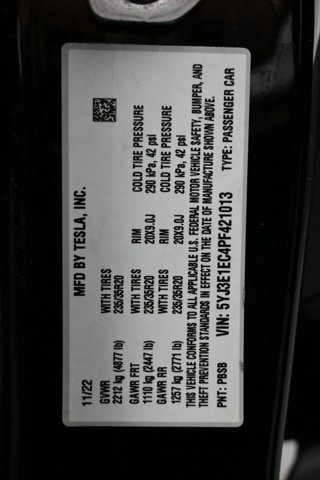 MFD BY TESLA, INC.
11/22
GVWR WITH TIRES RIM COLD TIRE PRESSURE
2212 kg (4877 lb) 235/35R20 20X9.0J 290 kPa, 42 psi
GAWR FRT WITH TIRES RIM COLD TIRE PRESSURE
1110 kg (2447 lb) 235/35R20 20X9.0J 290 kPa, 42 psi
GAWR RR WITH TIRES
1257 kg (2771 lb) 235/35R20
THIS VEHICLE CONFORMS TO ALL APPLICABLE U.S. FEDERAL MOTOR VEHICLE SAFETY, BUMPER, AND
THEFT PREVENTION STANDARDS IN EFFECT ON THE DATE OF MANUFACTURE SHOWN ABOVE.
VIN: 5YJ3E1EC4PF421013
PNT: PBSB TYPE: PASSENGER CAR